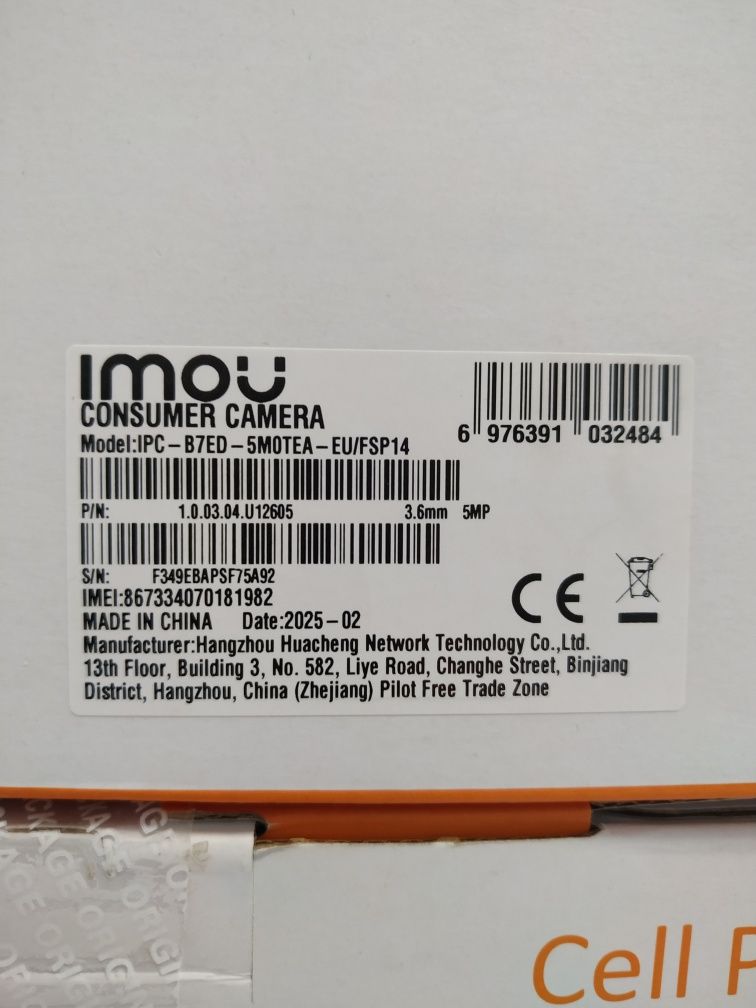 imou
CONSUMER CAMERA
Model:IPC-B7ED-5M0TEA-EU/FSP14
6 976391 032484
P/N: 1.0.03.04.U12605 3.6mm 5MP
S/N: F349EBAPSF75A92
IMEI:867334070181982
MADE IN CHINA Date:2025-02
CE
Manufacturer:Hangzhou Huacheng Network Technology Co.,Ltd.
13th Floor, Building 3, No. 582, Liye Road, Changhe Street, Binjiang
District, Hangzhou, China (Zhejiang) Pilot Free Trade Zone
Cell P